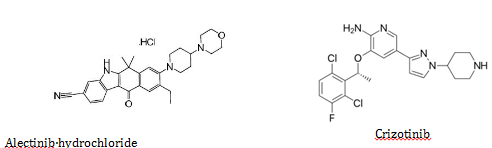 .HCl
H
N
N
N
O
N≡
O
Alectinib·hydrochloride
H₂N
N
O
Cl
Cl
F
N
N
NH
Crizotinib